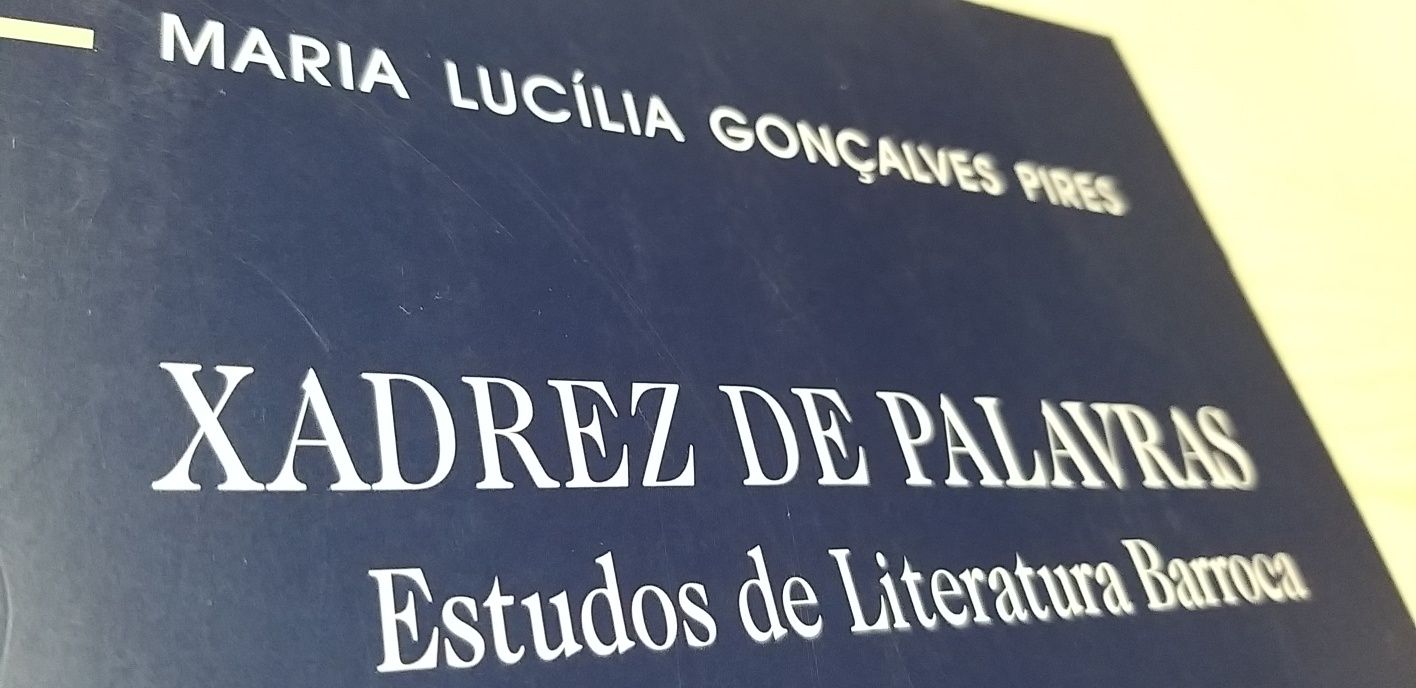 MARIA LUCÍLIA GONÇALVES PIRES
XADREZ DE PALAVRAS
Estudos de Literatura Barroca